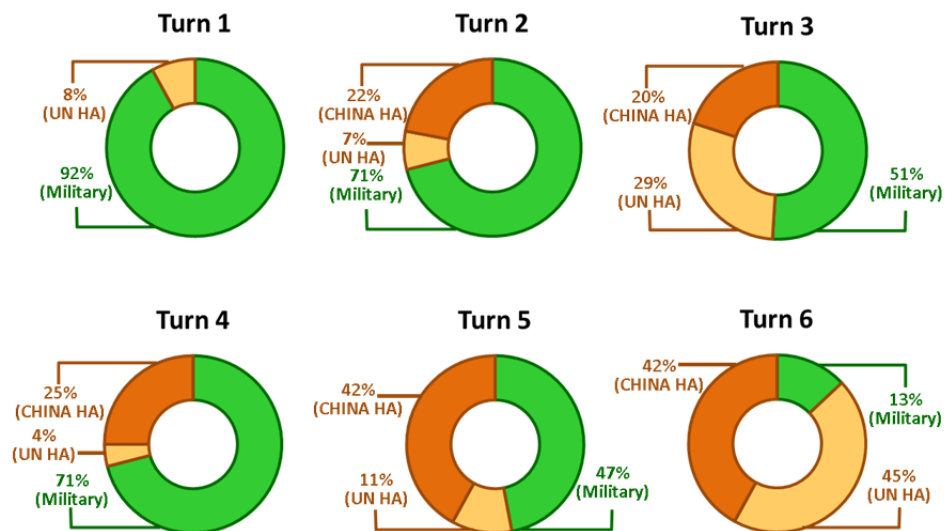 Turn 1
8%
(UN HA)
92%
(Military)
Turn 2
22%
(CHINA HA)
7%
(UN HA)
71%
(Military)
Turn 3
20%
(CHINA HA)
29%
(UN HA)
51%
(Military)
Turn 4
25%
(CHINA HA)
4%
(UN HA)
71%
(Military)
Turn 5
42%
(CHINA HA)
11%
(UN HA)
47%
(Military)
Turn 6
42%
(CHINA HA)
13%
(Military)
45%
(UN HA)